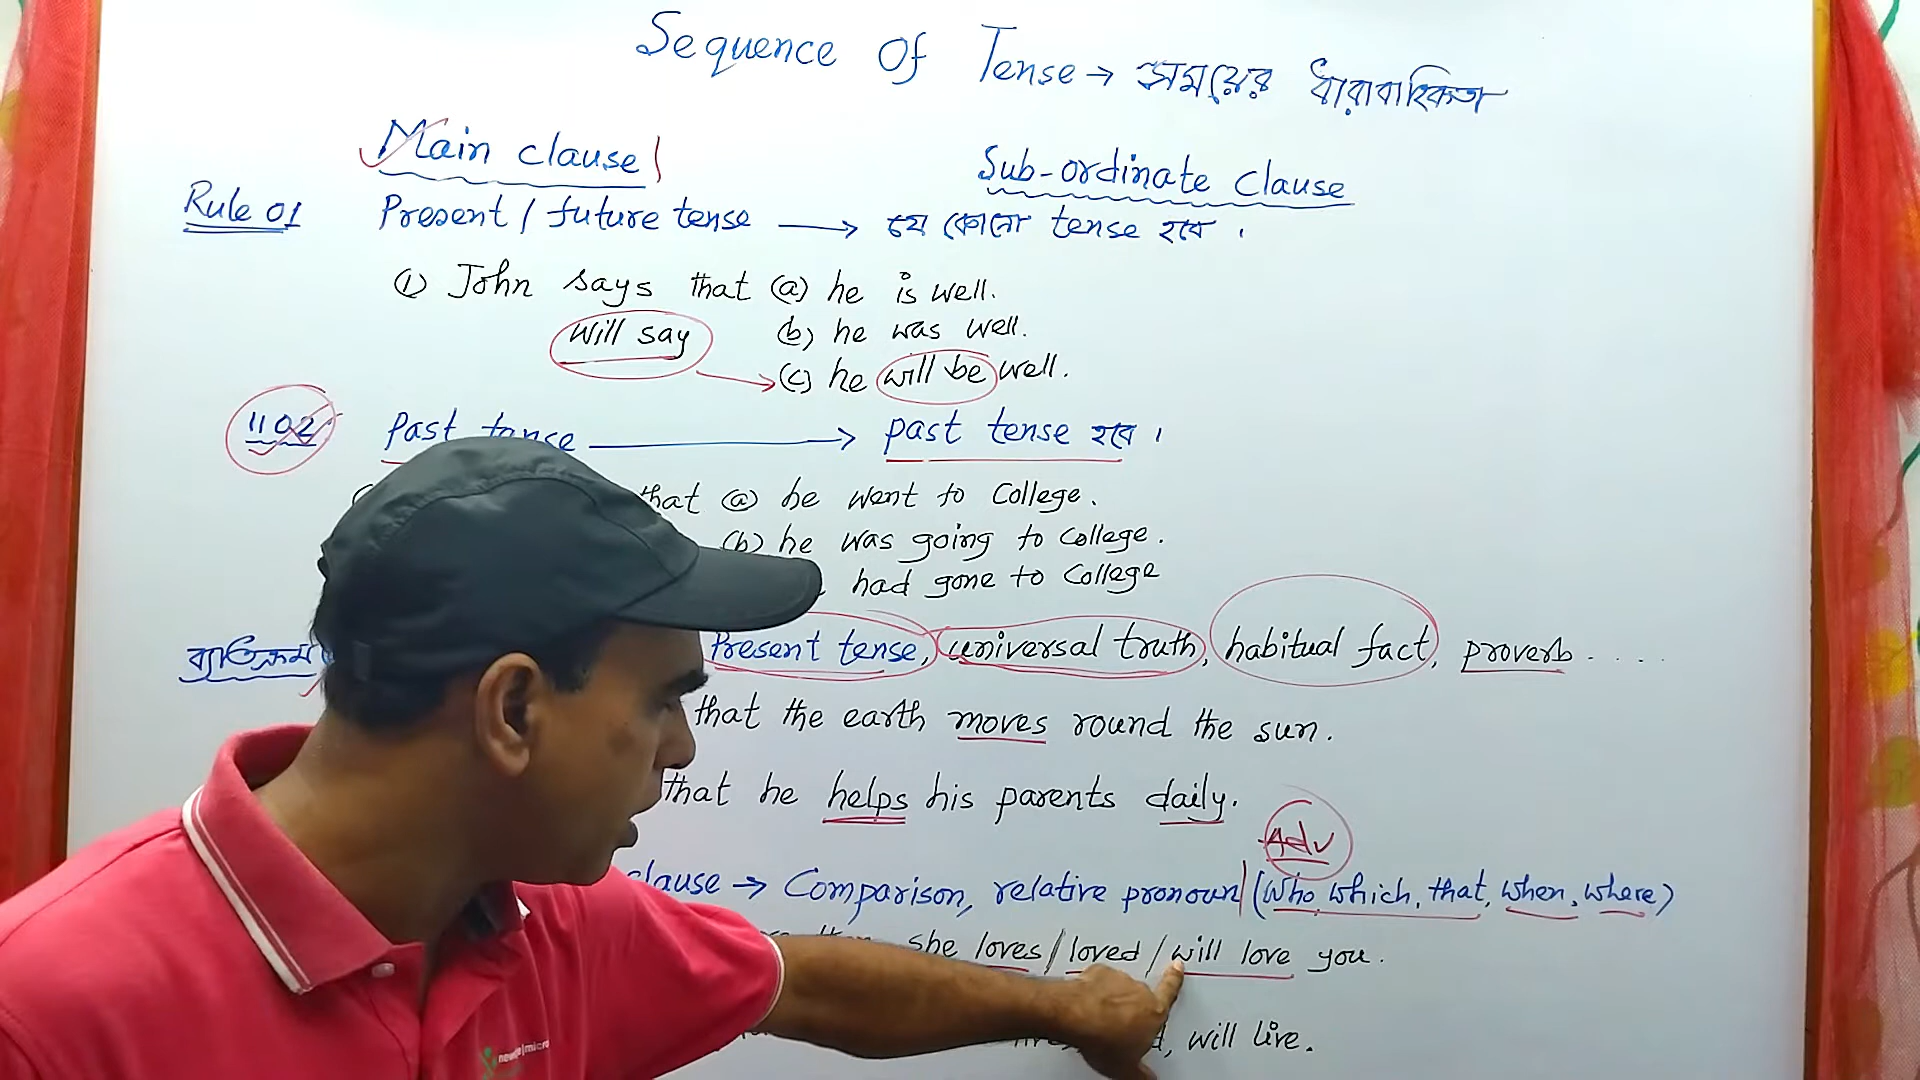 Sequence Of Tense → সময়ের ধারাবাহিকতা
Main clause
Sub-ordinate Clause
Rule 01 Present / future tense → যে কোনো tense হবে ।
① John says that (a) he is well.
will say (b) he was well.
(c) he will be well.
"02 Past tense → past tense হবে ।
that (a) he went to College.
(b) he was going to College.
had gone to College
ব্যতিক্রম Present tense, universal truth, habitual fact, proverb . . . .
that the earth moves round the sun.
that he helps his parents daily.
Adv
clause → Comparison, relative pronoun (who, which, that, when, where)
she loves / loved / will love you.
, will live.